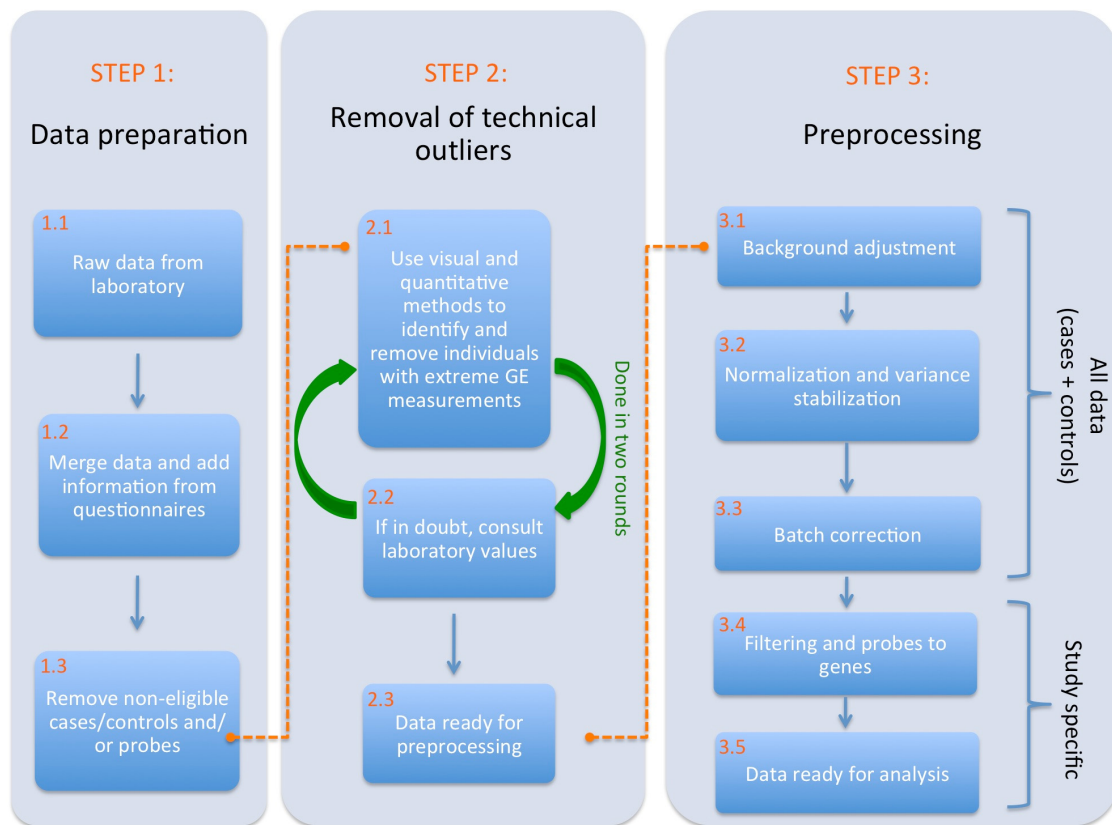 STEP 1:
Data preparation
1.1
Raw data from
laboratory
1.2
Merge data and add
information from
questionnaires
1.3
Remove non-eligible
cases/controls and/
or probes
STEP 2:
Removal of technical
outliers
2.1
Use visual and
quantitative
methods to
identify and
remove individuals
with extreme GE
measurements
Done in two rounds
2.2
If in doubt, consult
laboratory values
2.3
Data ready for
preprocessing
STEP 3:
Preprocessing
3.1
Background adjustment
3.2
Normalization and variance
stabilization
3.3
Batch correction
All data
(cases + controls)
3.4
Filtering and probes to
genes
3.5
Data ready for analysis
Study specific